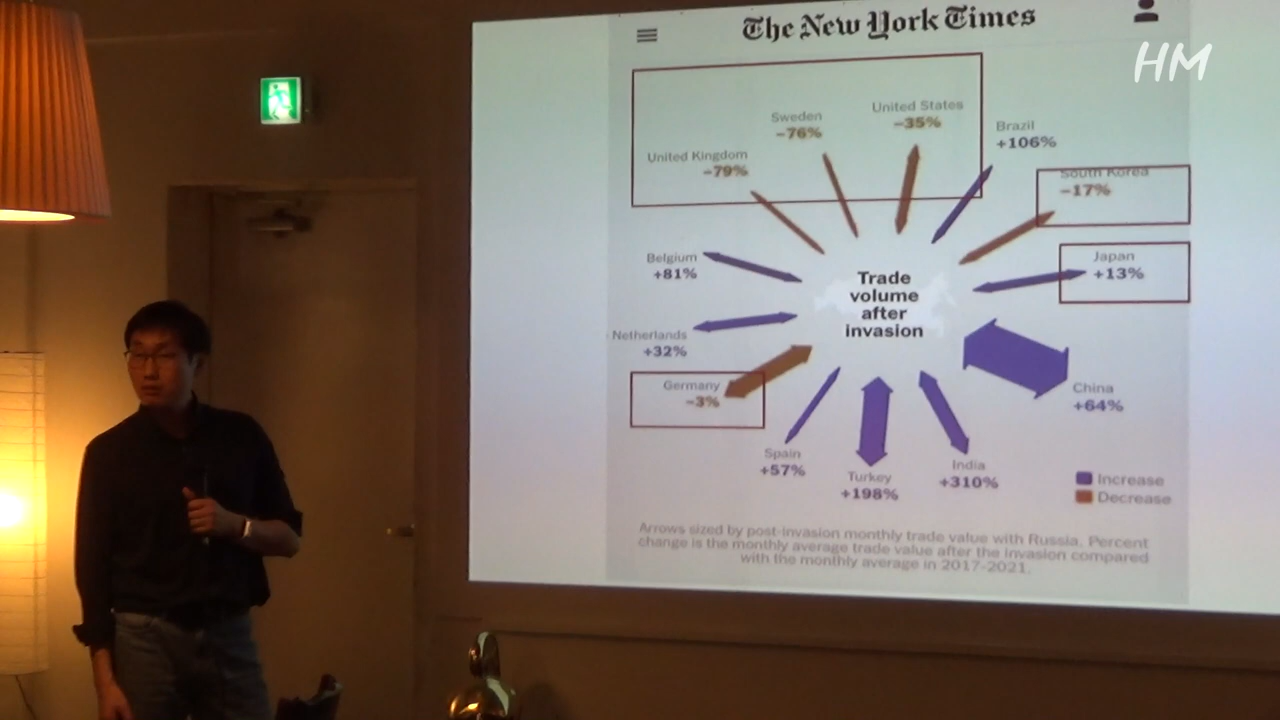 The New York Times
HM
United States
-35%
Sweden
-76%
Brazil
+106%
United Kingdom
-79%
South Korea
-17%
Belgium
+81%
Japan
+13%
Trade
volume
after
invasion
Netherlands
+32%
Germany
-3%
China
+64%
Spain
+57%
Turkey
+198%
India
+310%
Increase
Decrease
Arrows sized by post-invasion monthly trade value with Russia. Percent
change is the monthly average trade value after the invasion compared
with the monthly average in 2017-2021.